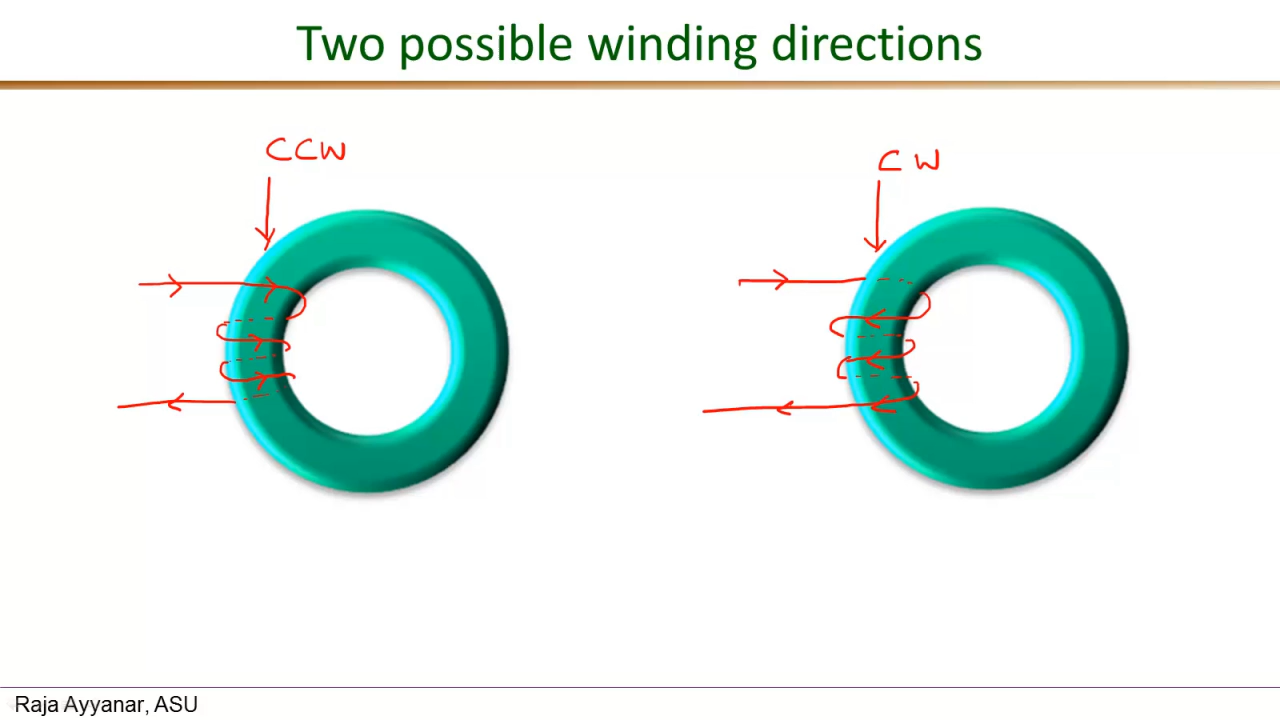 Two possible winding directions
CCW
CW
Raja Ayyanar, ASU